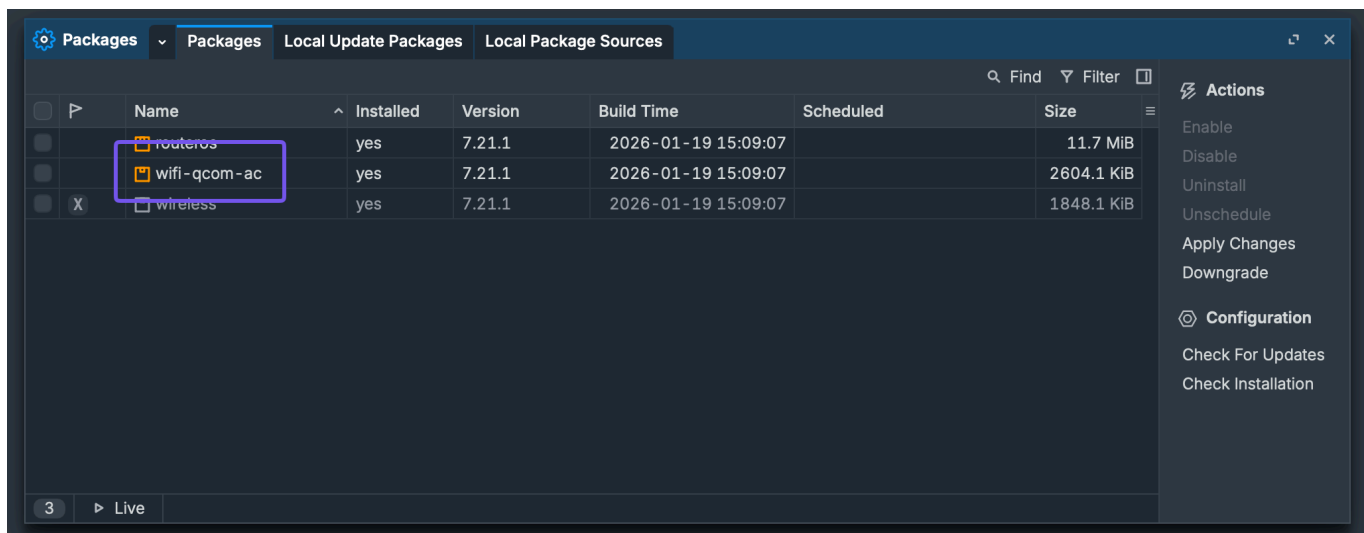 Packages Packages Local Update Packages Local Package Sources
Find Filter
Name Installed Version Build Time Scheduled Size
routeros yes 7.21.1 2026-01-19 15:09:07 11.7 MiB
wifi-qcom-ac yes 7.21.1 2026-01-19 15:09:07 2604.1 KiB
X wireless yes 7.21.1 2026-01-19 15:09:07 1848.1 KiB
3 Live
Actions
Enable
Disable
Uninstall
Unschedule
Apply Changes
Downgrade
Configuration
Check For Updates
Check Installation